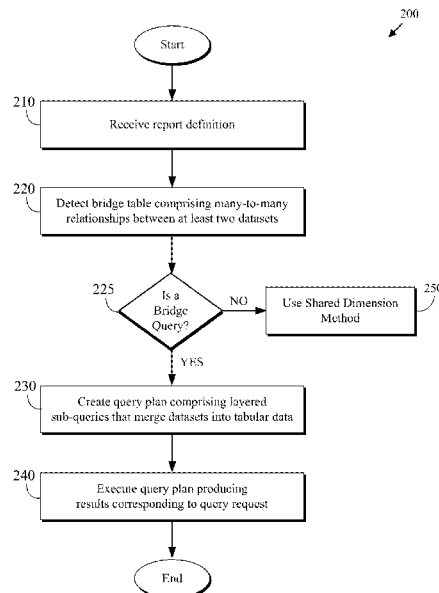 200
Start
210
Receive report definition
220
Detect bridge table comprising many-to-many
relationships between at least two datasets
225
Is a
Bridge
Query?
NO
250
Use Shared Dimension
Method
YES
230
Create query plan comprising layered
sub-queries that merge datasets into tabular data
240
Execute query plan producing
results corresponding to query request
End